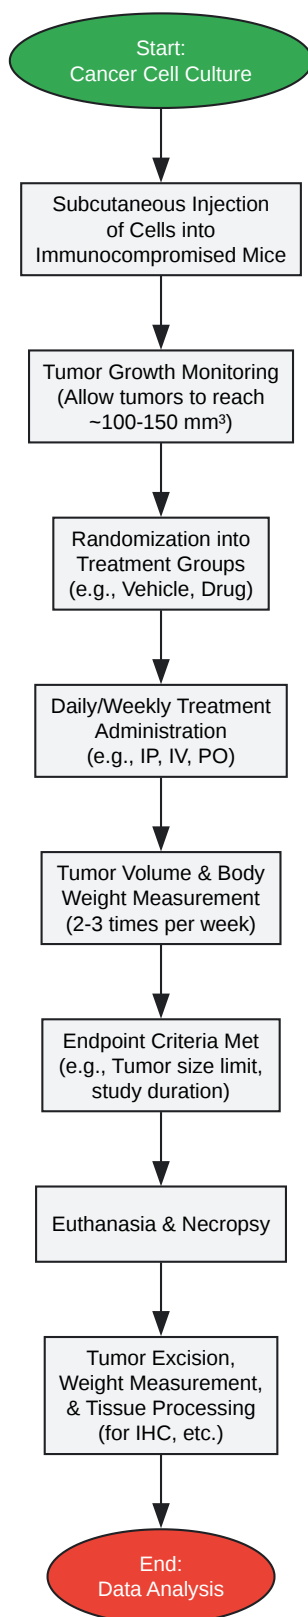 Start:
Cancer Cell Culture
Subcutaneous Injection
of Cells into
Immunocompromised Mice
Tumor Growth Monitoring
(Allow tumors to reach
~100-150 mm³)
Randomization into
Treatment Groups
(e.g., Vehicle, Drug)
Daily/Weekly Treatment
Administration
(e.g., IP, IV, PO)
Tumor Volume & Body
Weight Measurement
(2-3 times per week)
Endpoint Criteria Met
(e.g., Tumor size limit,
study duration)
Euthanasia & Necropsy
Tumor Excision,
Weight Measurement,
& Tissue Processing
(for IHC, etc.)
End:
Data Analysis